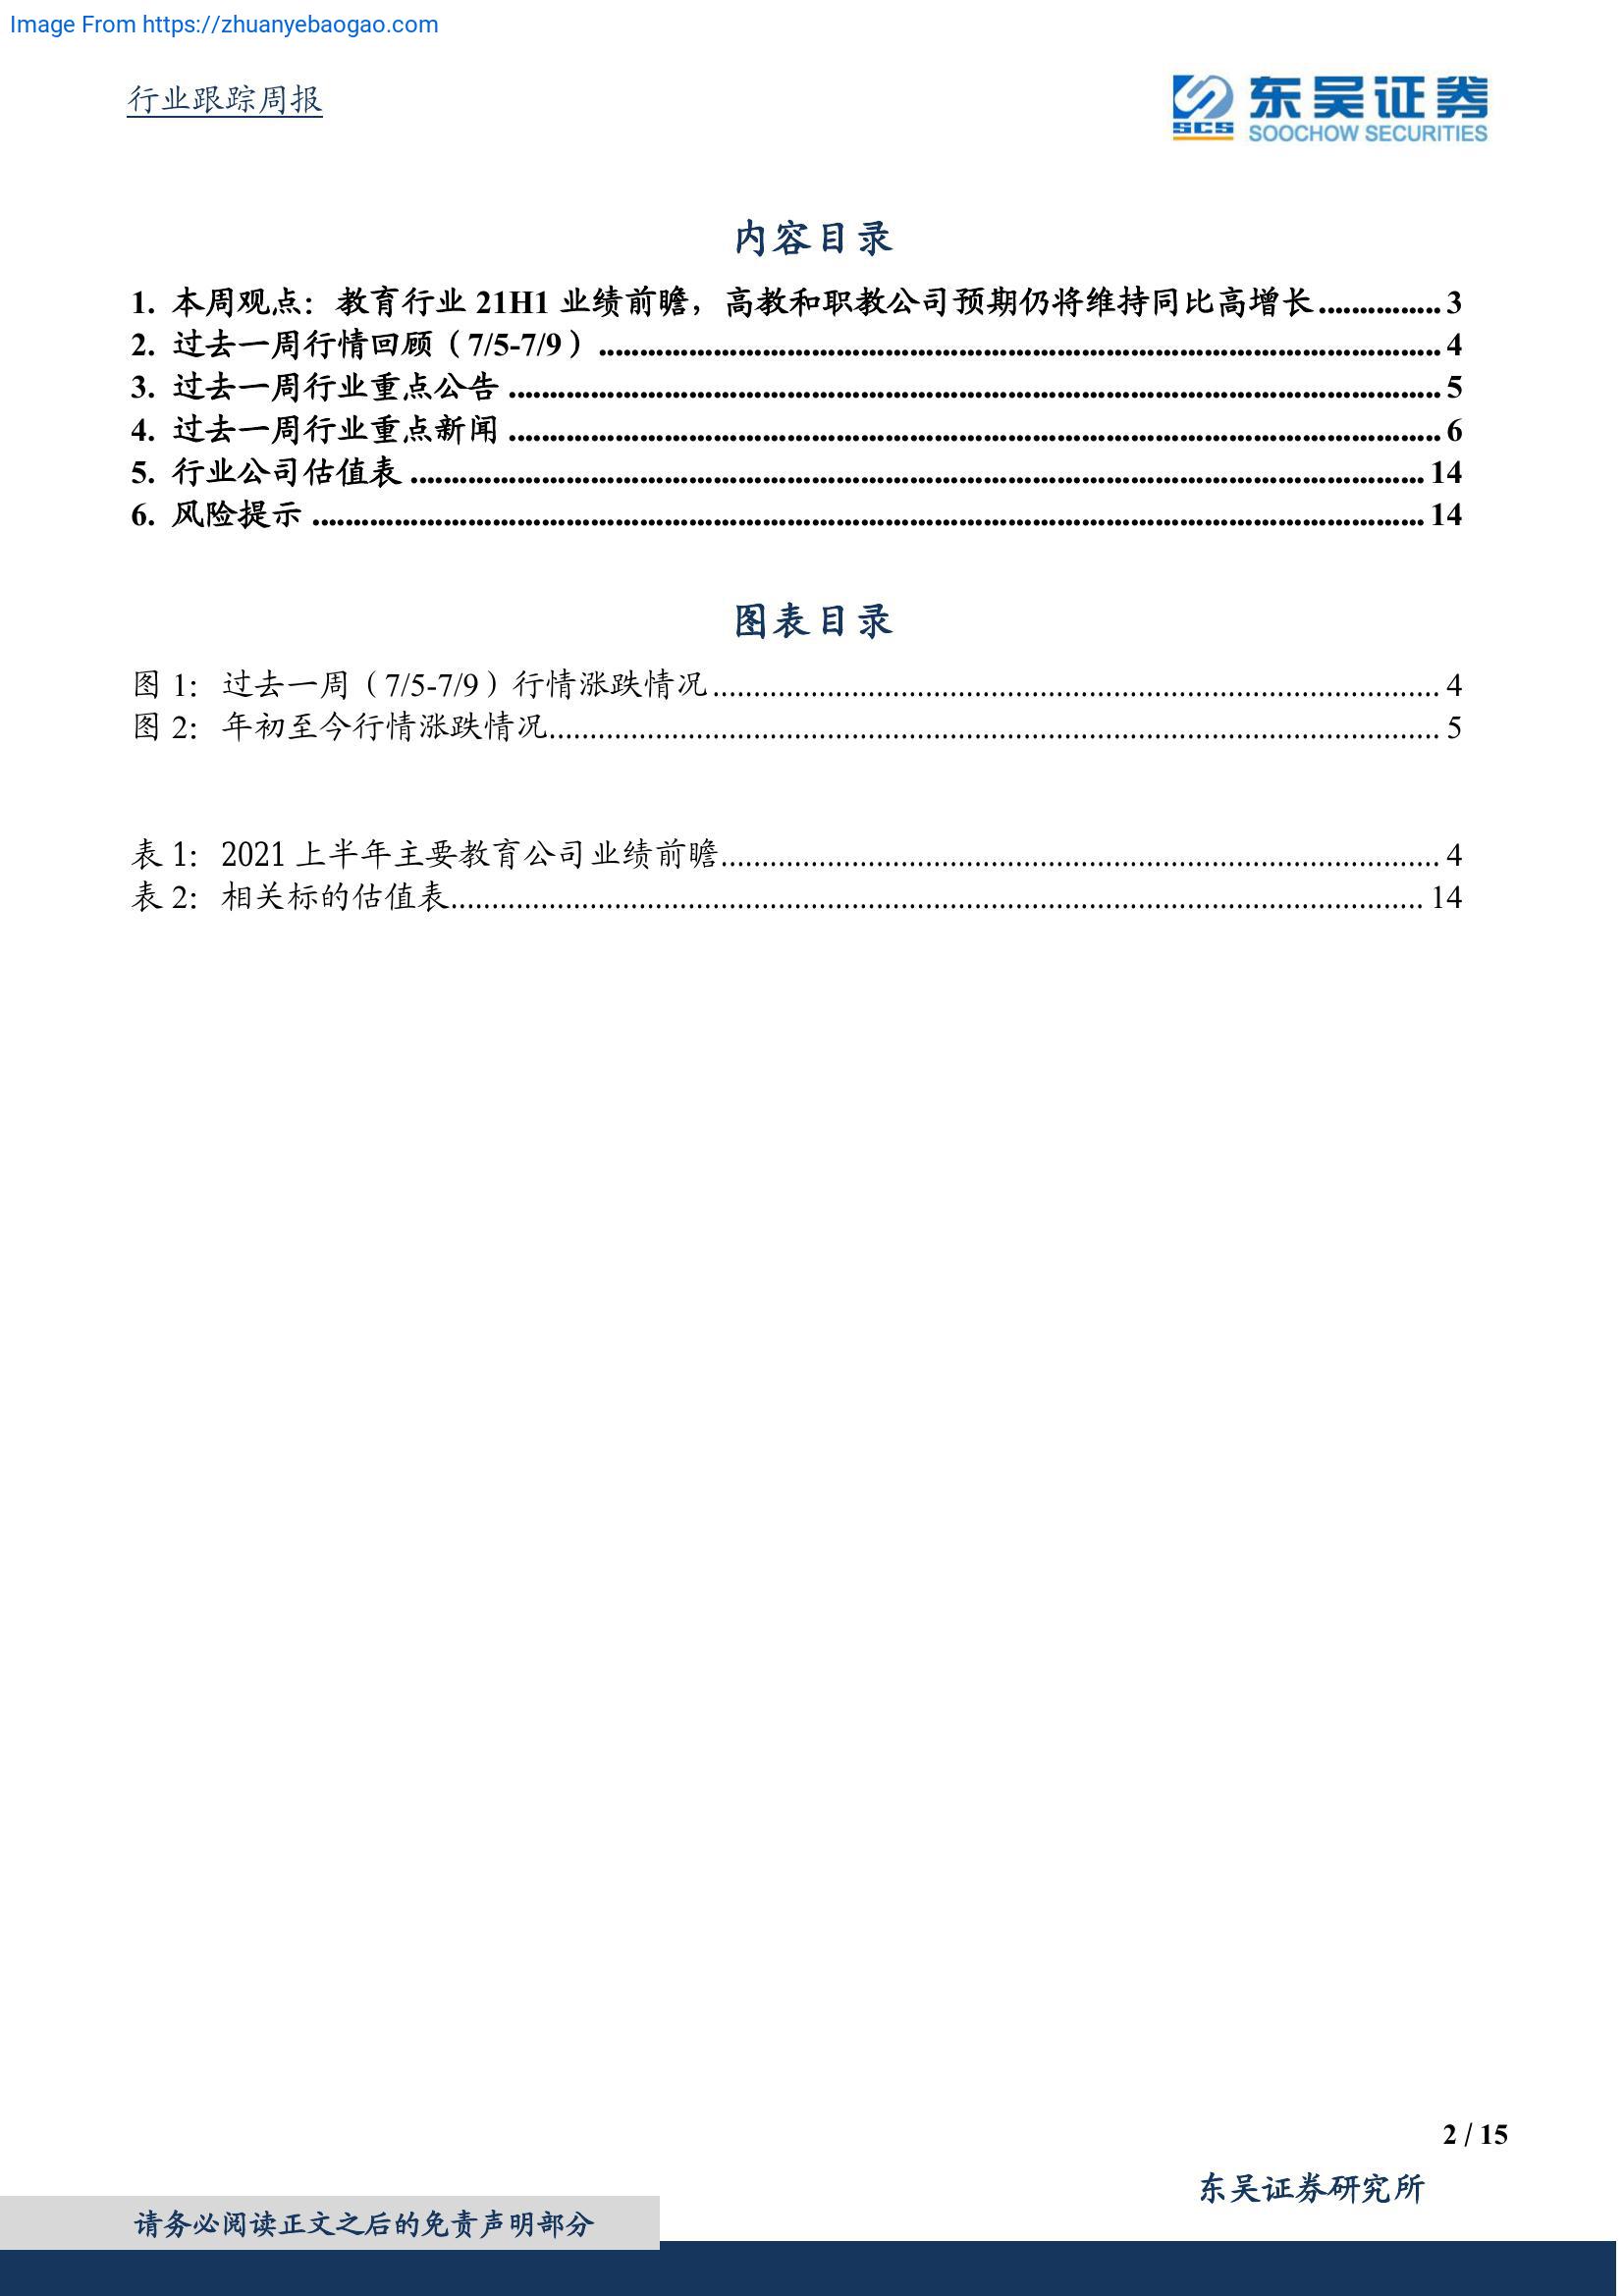 Image From https://zhuanyebaogao.com
行业跟踪周报
SCS
东吴证券
SOOCHOW SECURITIES
内容目录
1. 本周观点：教育行业 21H1 业绩前瞻，高教和职教公司预期仍将维持同比高增长............... 3
2. 过去一周行情回顾（7/5-7/9）....................................................................................................... 4
3. 过去一周行业重点公告 .................................................................................................................. 5
4. 过去一周行业重点新闻 .................................................................................................................. 6
5. 行业公司估值表 ............................................................................................................................ 14
6. 风险提示 ........................................................................................................................................ 14
图表目录
图 1： 过去一周（7/5-7/9）行情涨跌情况......................................................................................... 4
图 2： 年初至今行情涨跌情况............................................................................................................. 5
表 1： 2021 上半年主要教育公司业绩前瞻........................................................................................ 4
表 2： 相关标的估值表....................................................................................................................... 14
2 / 15
东吴证券研究所
请务必阅读正文之后的免责声明部分